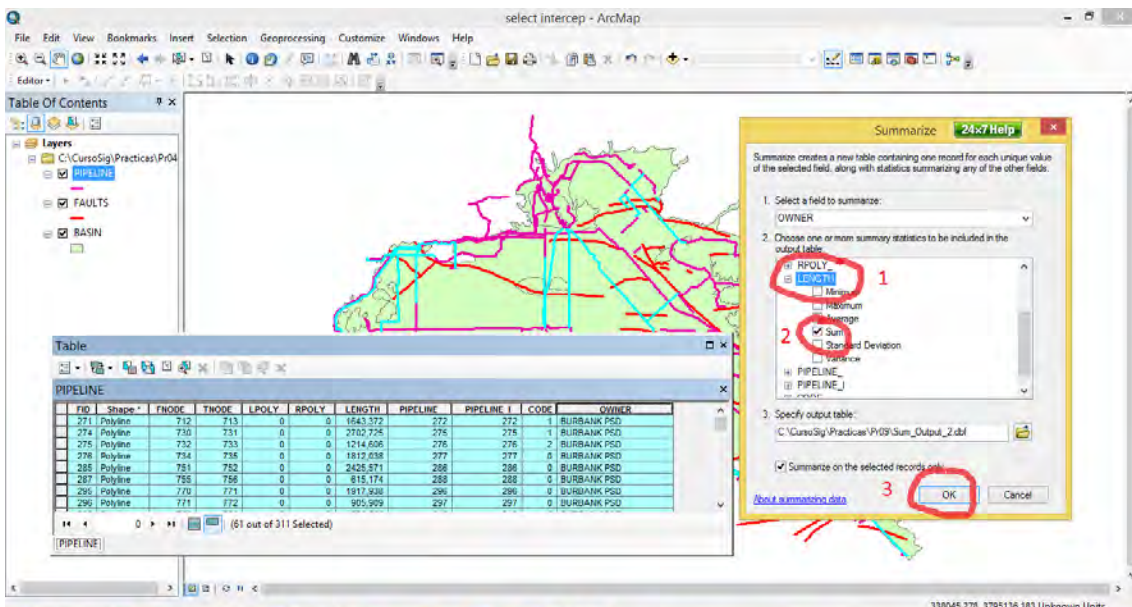 select intercep - ArcMap
File Edit View Bookmarks Insert Selection Geoprocessing Customize Windows Help
Editor
Table Of Contents
Layers
C:\CursoSig\Practicas\Pr04
PIPELINE
FAULTS
BASIN
Summarize 24x7 Help
Summarize creates a new table containing one record for each unique value
of the selected field, along with statistics summarizing any of the other fields.
1. Select a field to summarize:
OWNER
2. Choose one or more summary statistics to be included in the
output table:
RPOLY_
LENGTH 1
Minimum
Maximum
Average
2 Sum
Standard Deviation
Variance
PIPELINE_
PIPELINE_I
3. Specify output table:
C:\CursoSig\Practicas\Pr09\Sum_Output_2.dbf
Summarize on the selected records only
3
About summarizing data OK Cancel
Table
PIPELINE
FID Shape * FNODE TNODE LPOLY RPOLY LENGTH PIPELINE PIPELINE_I CODE OWNER
271 Polyline 712 713 0 0 1643,372 272 272 1 BURBANK PSD
274 Polyline 730 731 0 0 2702,725 275 275 1 BURBANK PSD
275 Polyline 732 733 0 0 1214,606 276 276 2 BURBANK PSD
276 Polyline 734 735 0 0 1812,038 277 277 0 BURBANK PSD
285 Polyline 751 752 0 0 2425,571 286 286 0 BURBANK PSD
287 Polyline 755 756 0 0 615,174 288 288 0 BURBANK PSD
295 Polyline 770 771 0 0 1917,938 296 296 0 BURBANK PSD
296 Polyline 771 772 0 0 905,909 297 297 0 BURBANK PSD
0 (61 out of 311 Selected)
PIPELINE
338045,278 3795136,183 Unknown Units